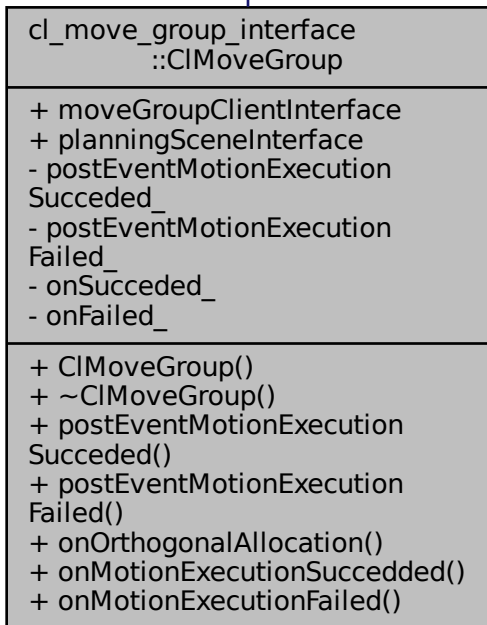 cl_move_group_interface
::ClMoveGroup
+ moveGroupClientInterface
+ planningSceneInterface
- postEventMotionExecution
Succeded_
- postEventMotionExecution
Failed_
- onSucceded_
- onFailed_
+ ClMoveGroup()
+ ~ClMoveGroup()
+ postEventMotionExecution
Succeded()
+ postEventMotionExecution
Failed()
+ onOrthogonalAllocation()
+ onMotionExecutionSuccedded()
+ onMotionExecutionFailed()